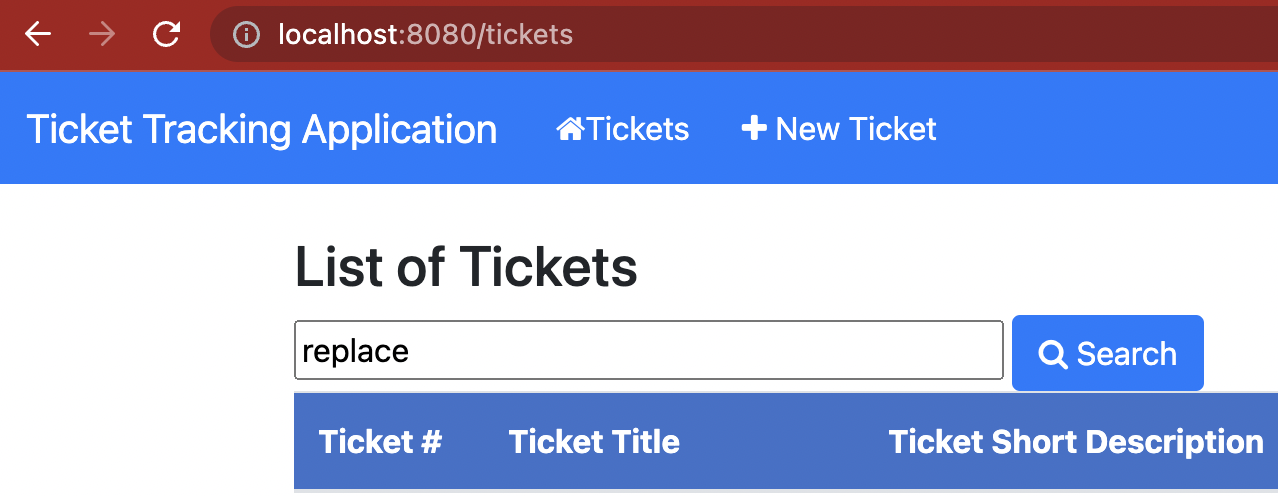 localhost:8080/tickets
Ticket Tracking Application Tickets New Ticket
List of Tickets
replace Search
Ticket # Ticket Title Ticket Short Description